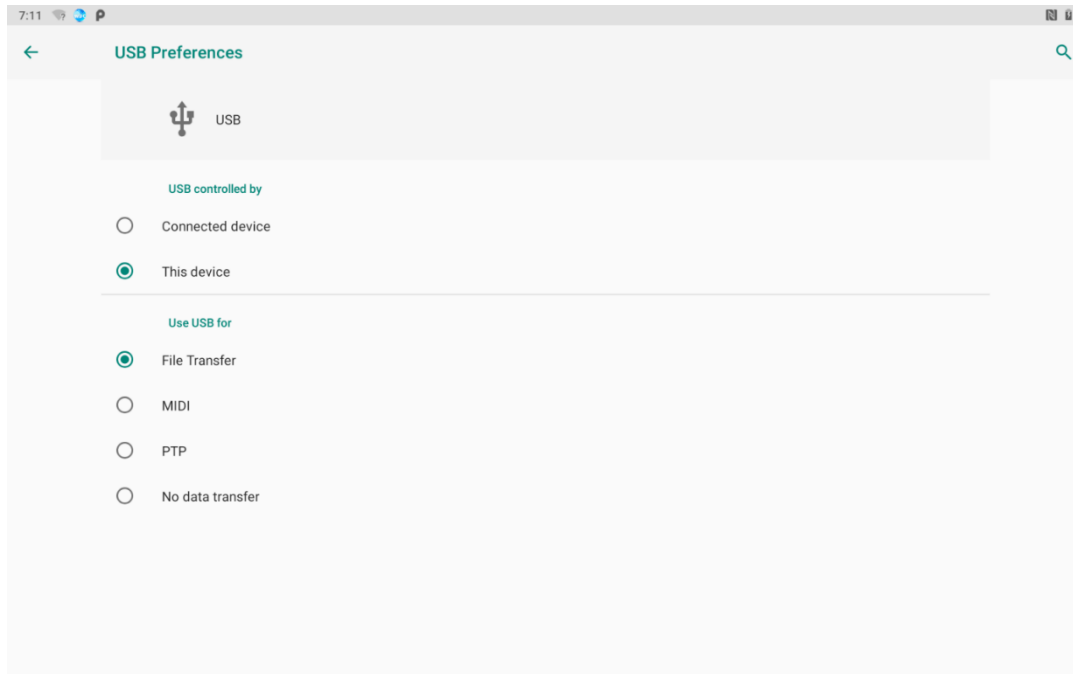 7:11
USB Preferences
USB
USB controlled by
Connected device
This device
Use USB for
File Transfer
MIDI
PTP
No data transfer